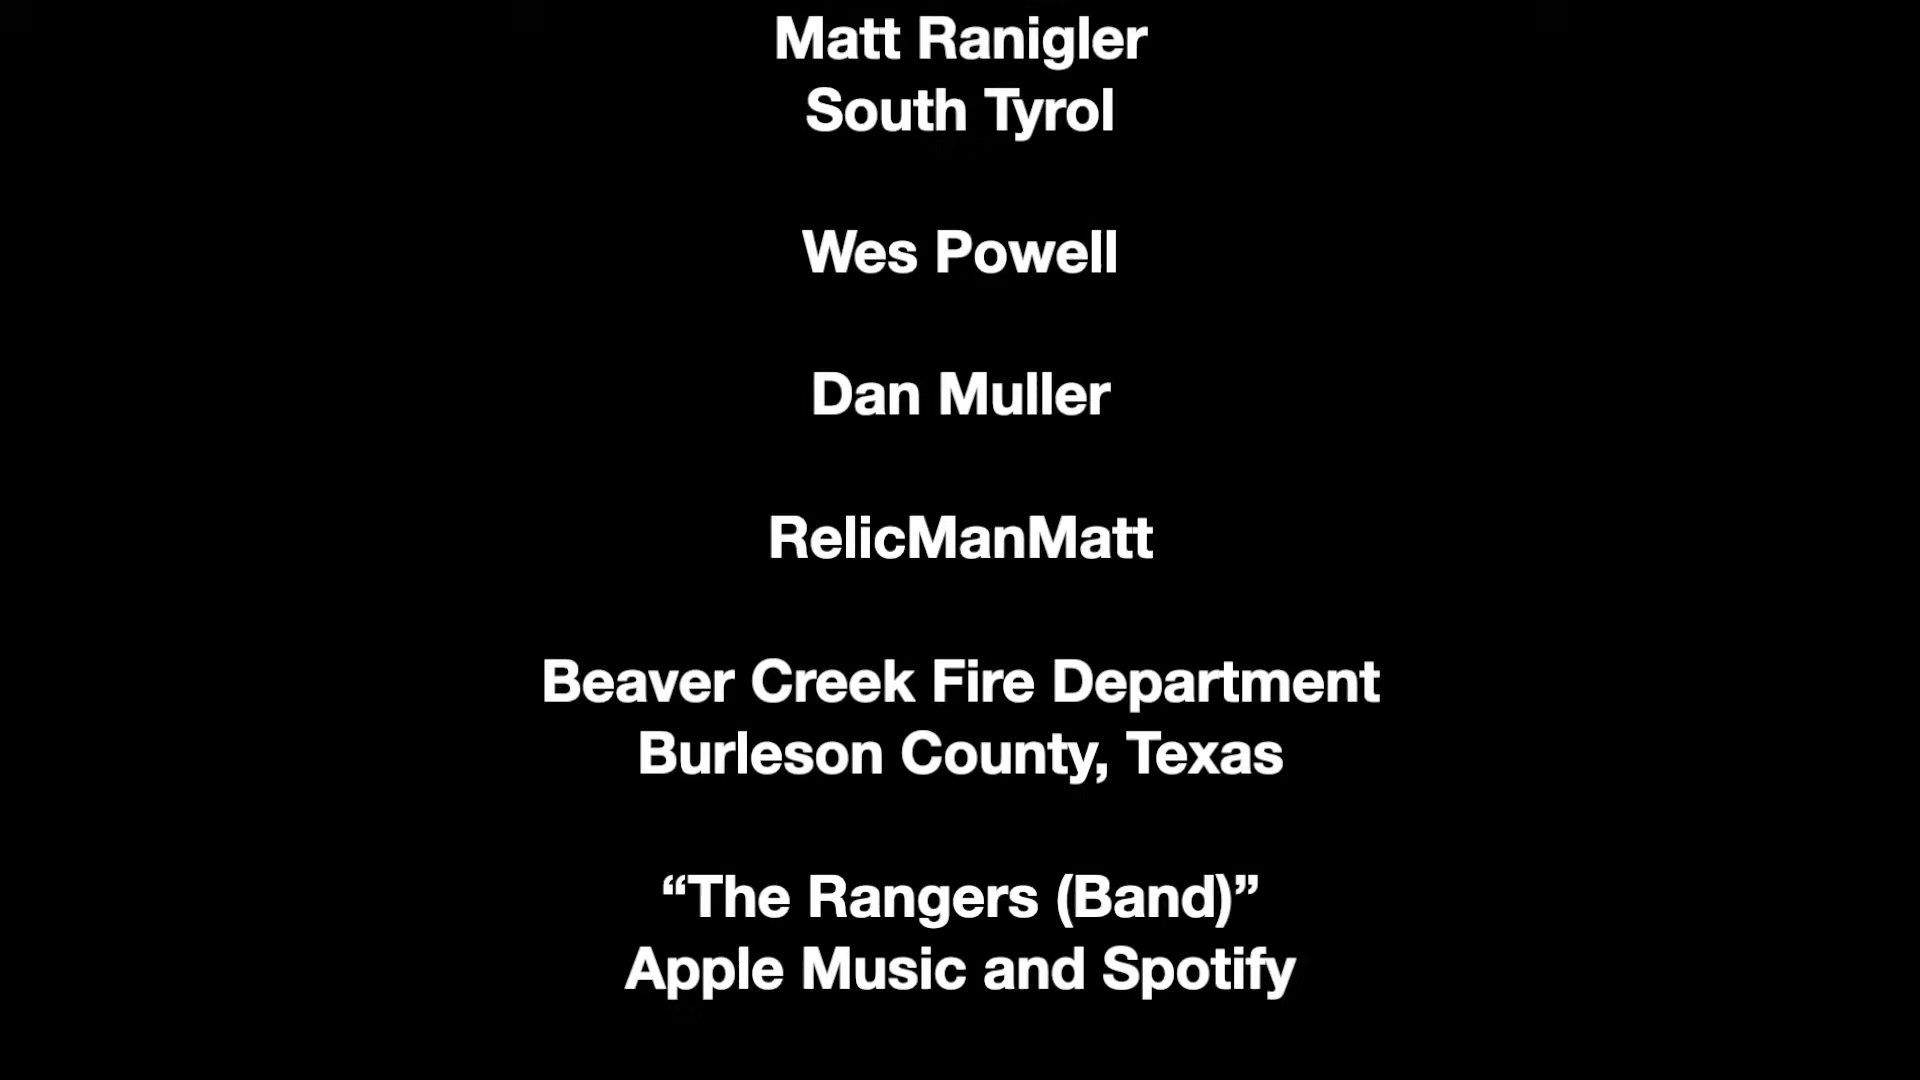 Matt Ranigler
South Tyrol
Wes Powell
Dan Muller
RelicManMatt
Beaver Creek Fire Department
Burleson County, Texas
“The Rangers (Band)”
Apple Music and Spotify